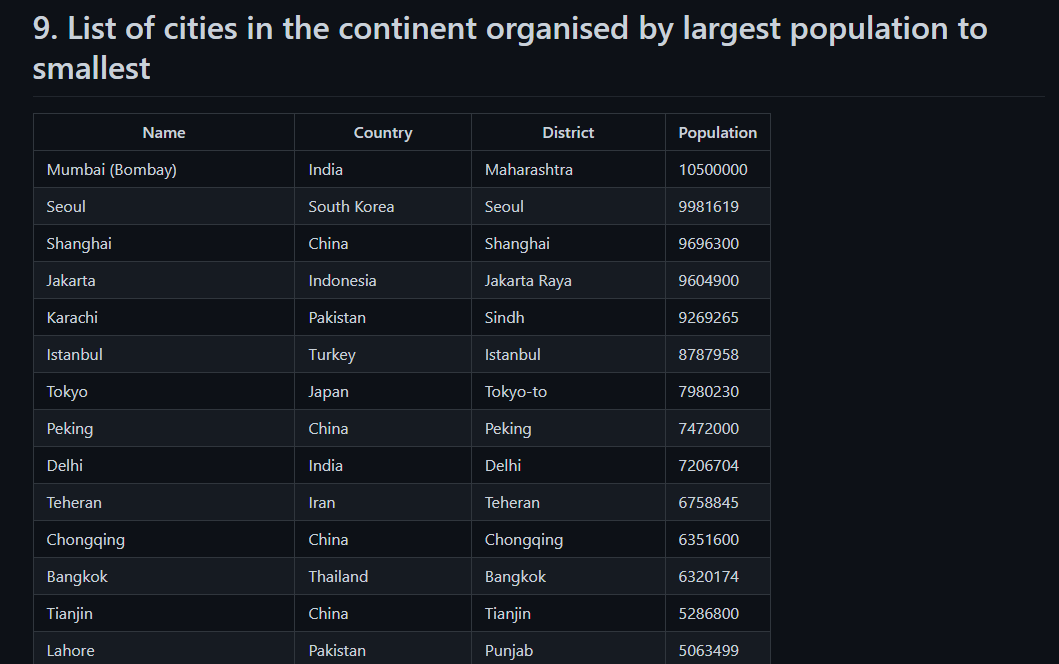 9. List of cities in the continent organised by largest population to
smallest
Name Country District Population
Mumbai (Bombay) India Maharashtra 10500000
Seoul South Korea Seoul 9981619
Shanghai China Shanghai 9696300
Jakarta Indonesia Jakarta Raya 9604900
Karachi Pakistan Sindh 9269265
Istanbul Turkey Istanbul 8787958
Tokyo Japan Tokyo-to 7980230
Peking China Peking 7472000
Delhi India Delhi 7206704
Teheran Iran Teheran 6758845
Chongqing China Chongqing 6351600
Bangkok Thailand Bangkok 6320174
Tianjin China Tianjin 5286800
Lahore Pakistan Punjab 5063499